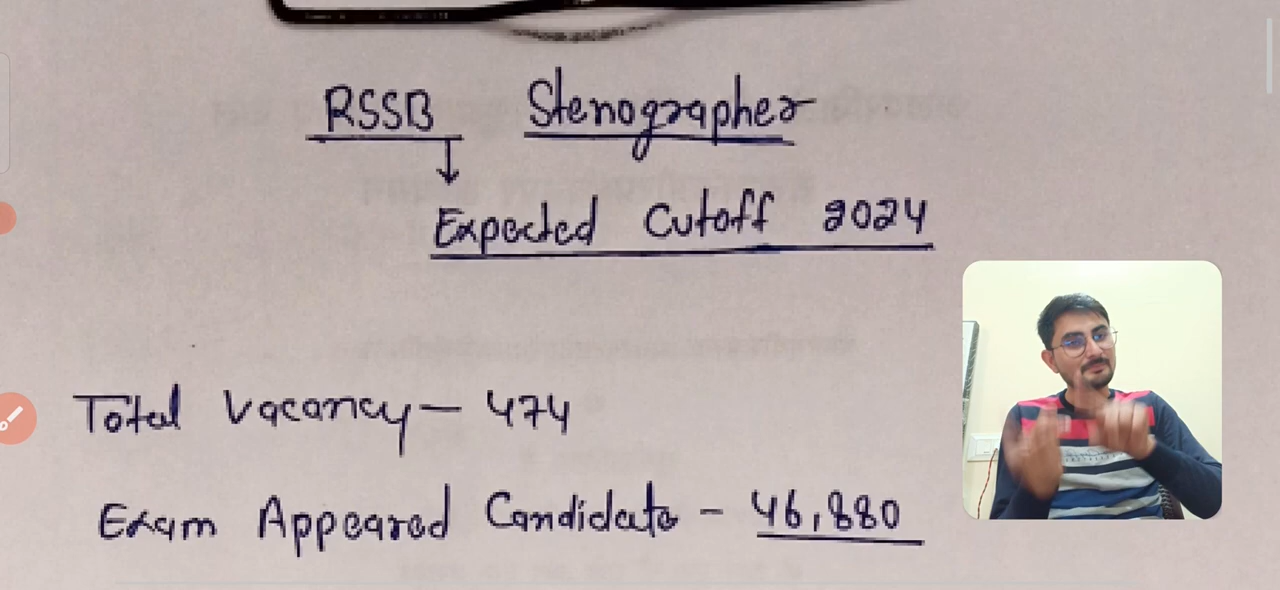 RSSB Stenographer
Expected Cutoff 2024
Total Vacancy - 474
Exam Appeared Candidate - 46,880